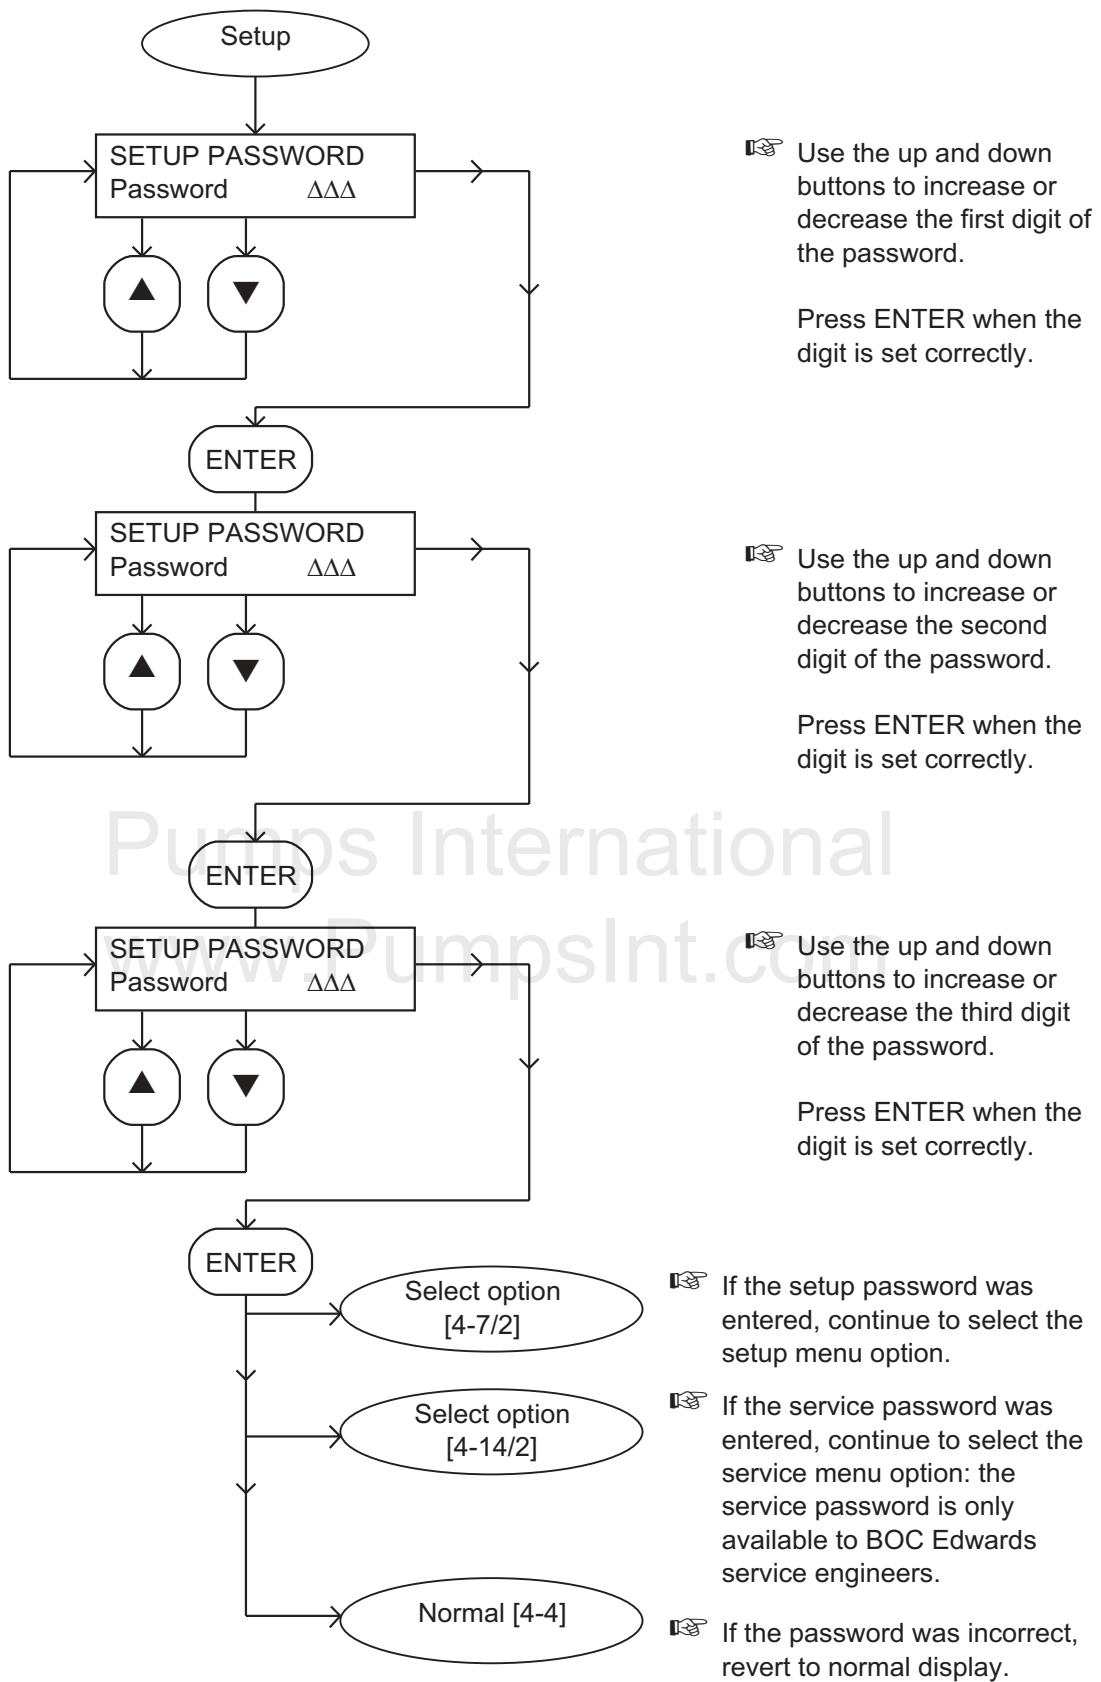 Setup
SETUP PASSWORD
Password ΔΔΔ
▲ ▼
☞ Use the up and down
buttons to increase or
decrease the first digit of
the password.
Press ENTER when the
digit is set correctly.
ENTER
SETUP PASSWORD
Password ΔΔΔ
▲ ▼
☞ Use the up and down
buttons to increase or
decrease the second
digit of the password.
Press ENTER when the
digit is set correctly.
Pumps International
www.PumpsInt.com
ENTER
SETUP PASSWORD
Password ΔΔΔ
▲ ▼
☞ Use the up and down
buttons to increase or
decrease the third digit
of the password.
Press ENTER when the
digit is set correctly.
ENTER
Select option
[4-7/2]
☞ If the setup password was
entered, continue to select the
setup menu option.
Select option
[4-14/2]
☞ If the service password was
entered, continue to select the
service menu option: the
service password is only
available to BOC Edwards
service engineers.
Normal [4-4]
☞ If the password was incorrect,
revert to normal display.